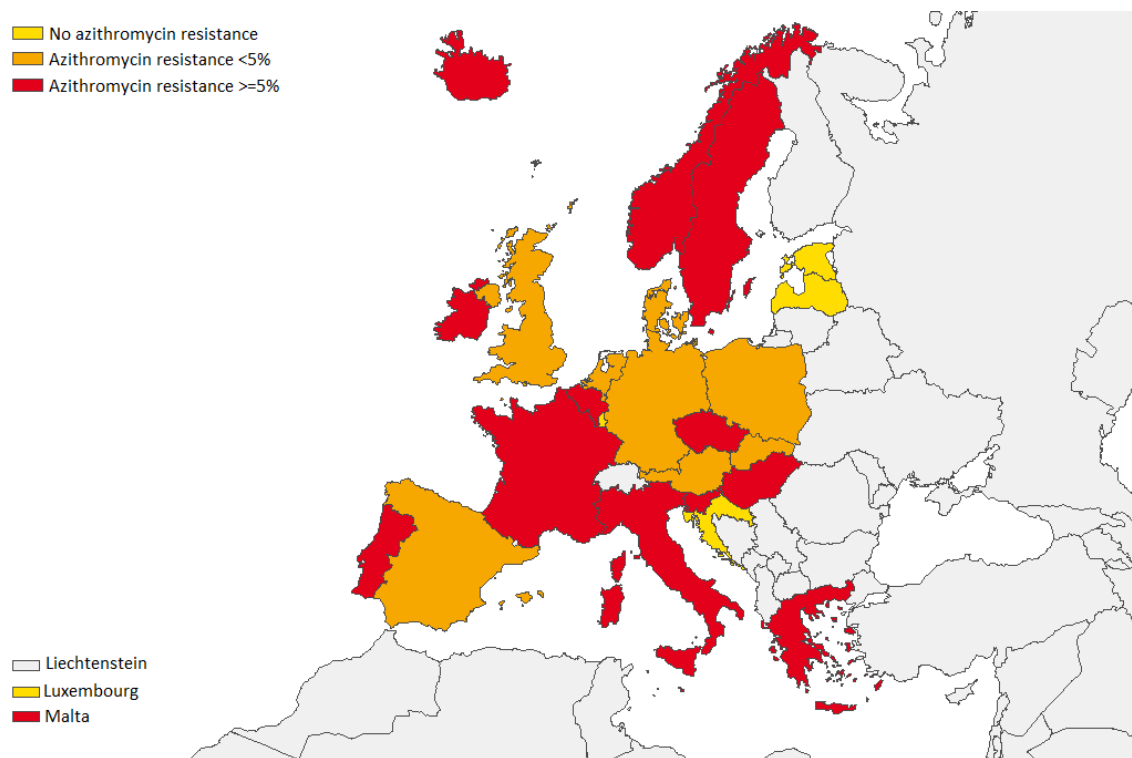 No azithromycin resistance
Azithromycin resistance <5%
Azithromycin resistance >=5%
Liechtenstein
Luxembourg
Malta